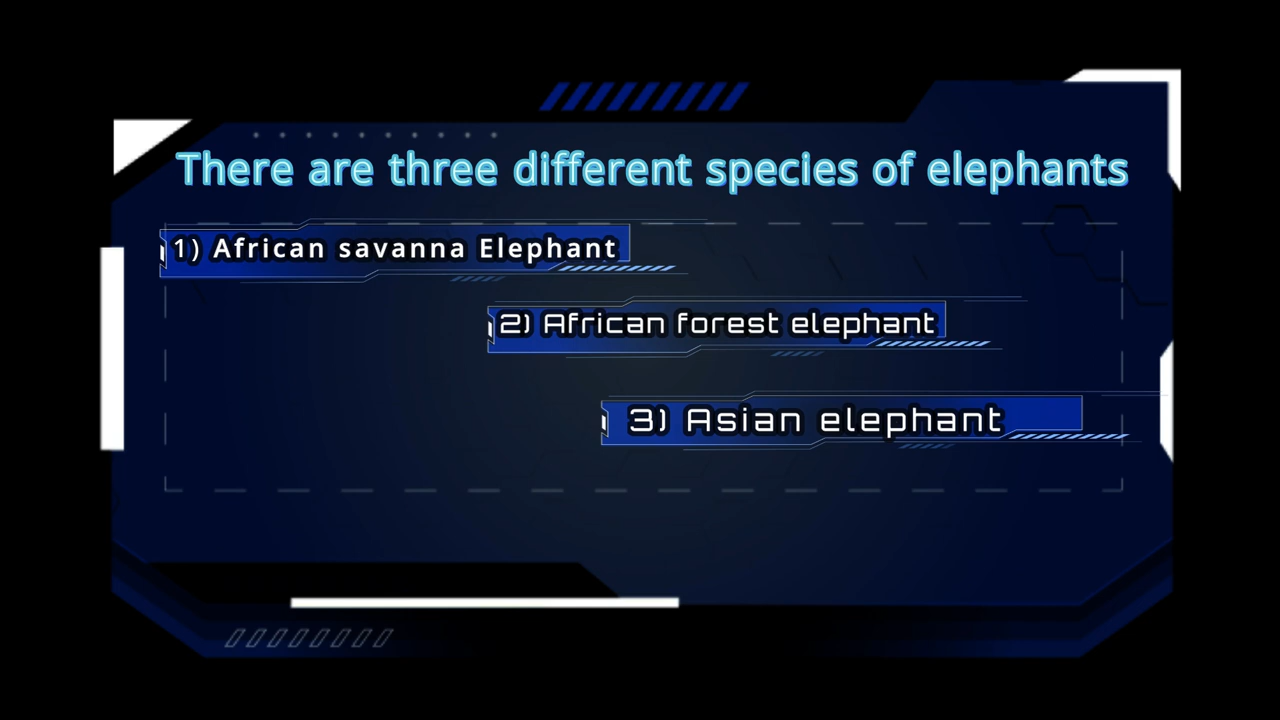 There are three different species of elephants
1) African savanna Elephant
2) African forest elephant
3) Asian elephant